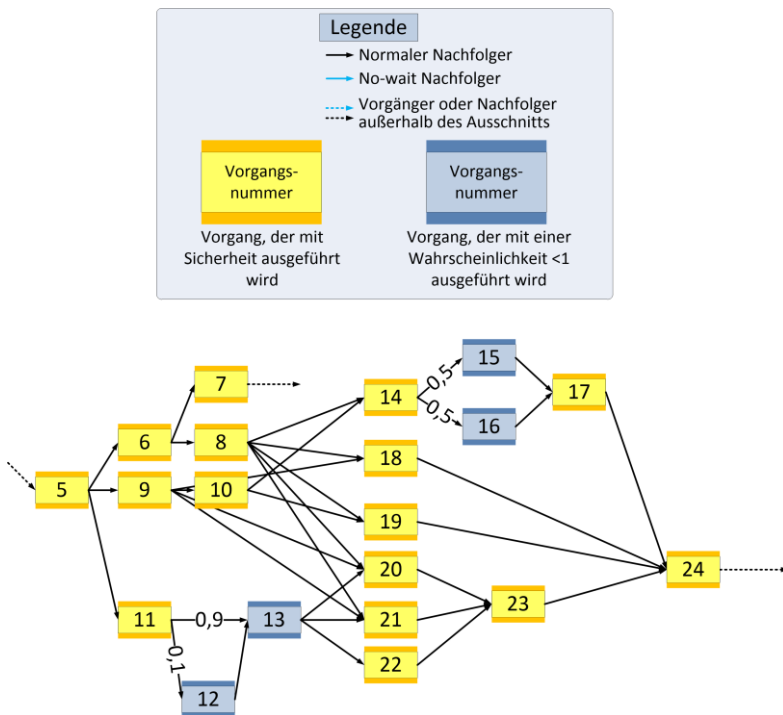 Legende
Normaler Nachfolger
No-wait Nachfolger
Vorgänger oder Nachfolger
außerhalb des Ausschnitts
Vorgangs-
nummer
Vorgang, der mit
Sicherheit ausgeführt
wird
Vorgangs-
nummer
Vorgang, der mit einer
Wahrscheinlichkeit <1
ausgeführt wird
5
6
7
8
9
10
11
0,9
0,1
12
13
14
0,5
0,5
15
16
17
18
19
20
21
22
23
24